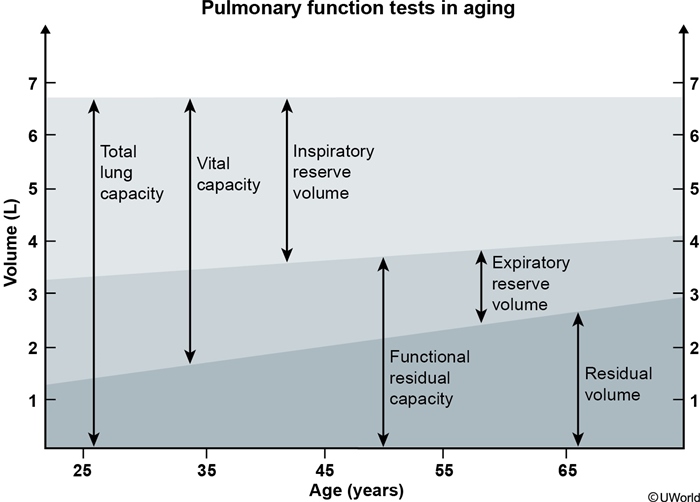 Pulmonary function tests in aging
Volume (L)
7
6
5
4
3
2
1
Total
lung
capacity
Vital
capacity
Inspiratory
reserve
volume
Functional
residual
capacity
Expiratory
reserve
volume
Residual
volume
7
6
5
4
3
2
1
25 35 45 55 65
Age (years)
©UWorld